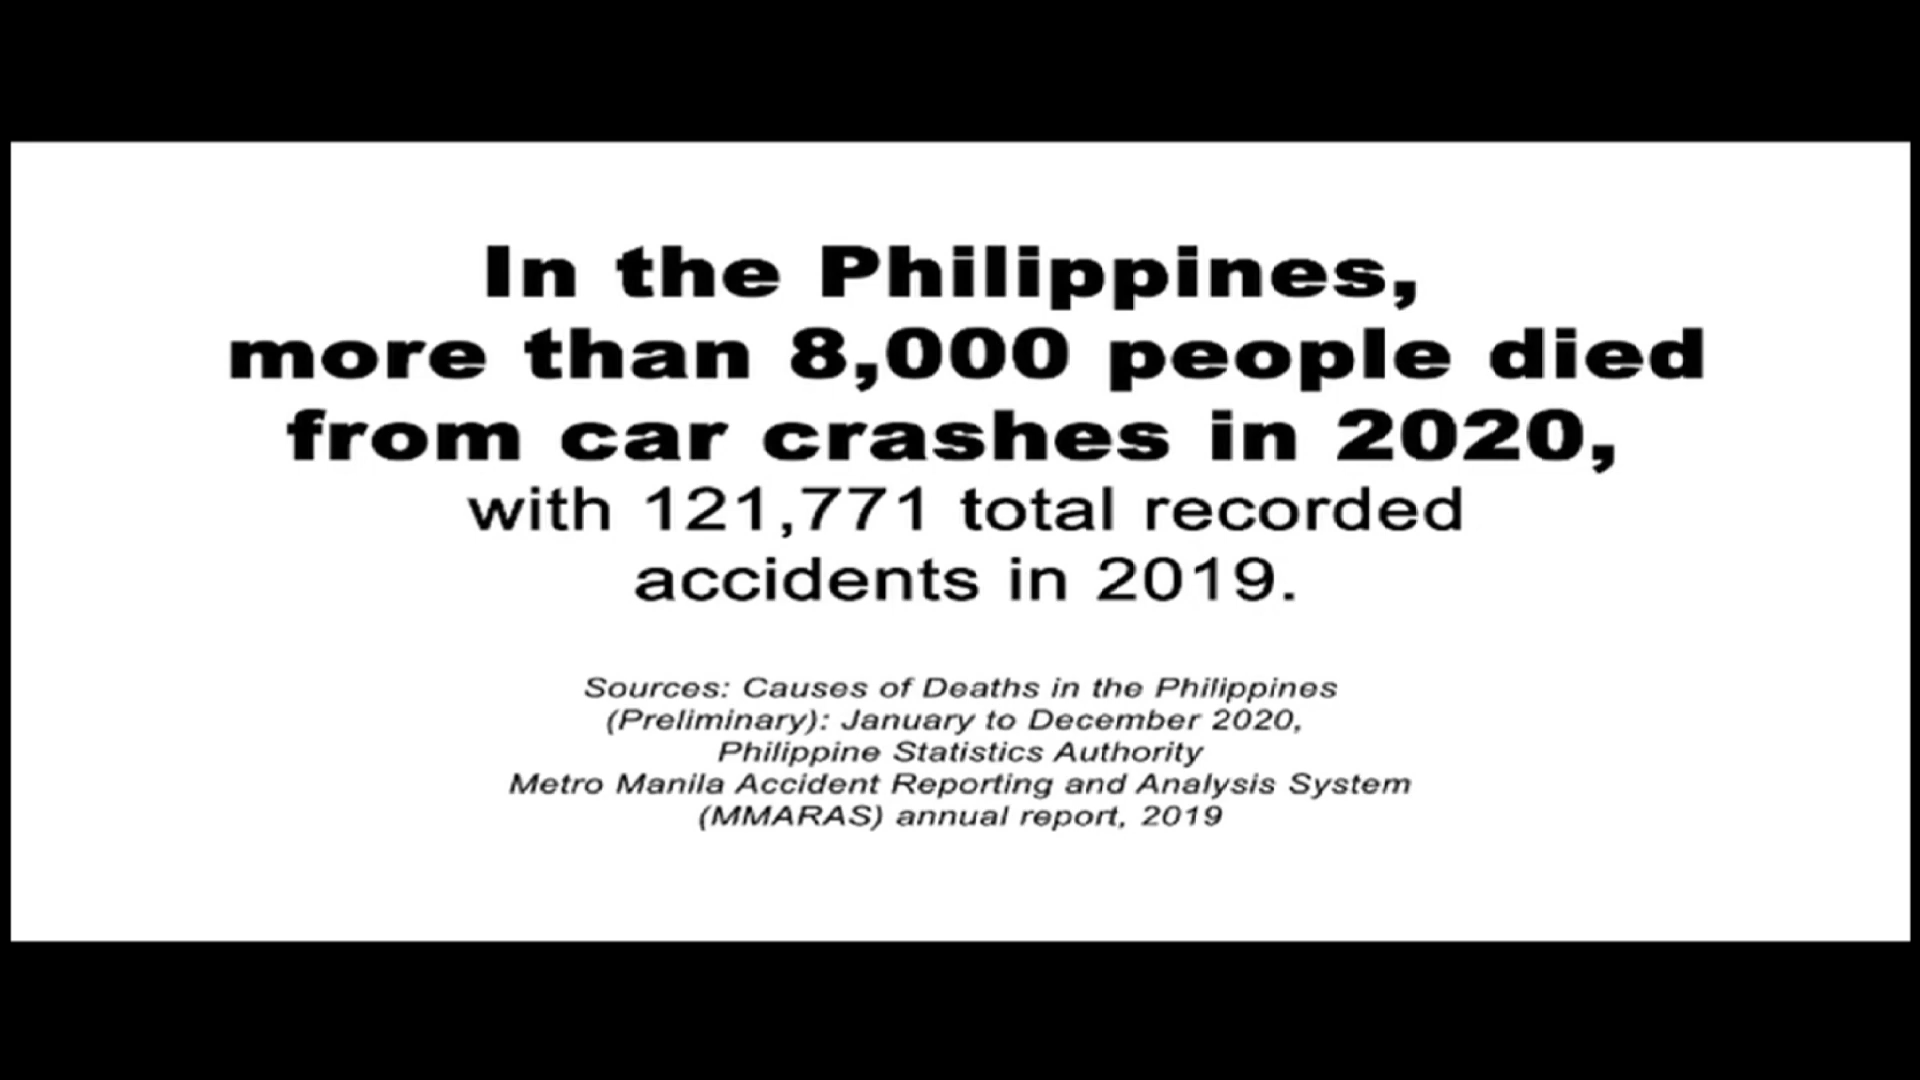 In the Philippines,
more than 8,000 people died
from car crashes in 2020,
with 121,771 total recorded
accidents in 2019.
Sources: Causes of Deaths in the Philippines
(Preliminary): January to December 2020,
Philippine Statistics Authority
Metro Manila Accident Reporting and Analysis System
(MMARAS) annual report, 2019